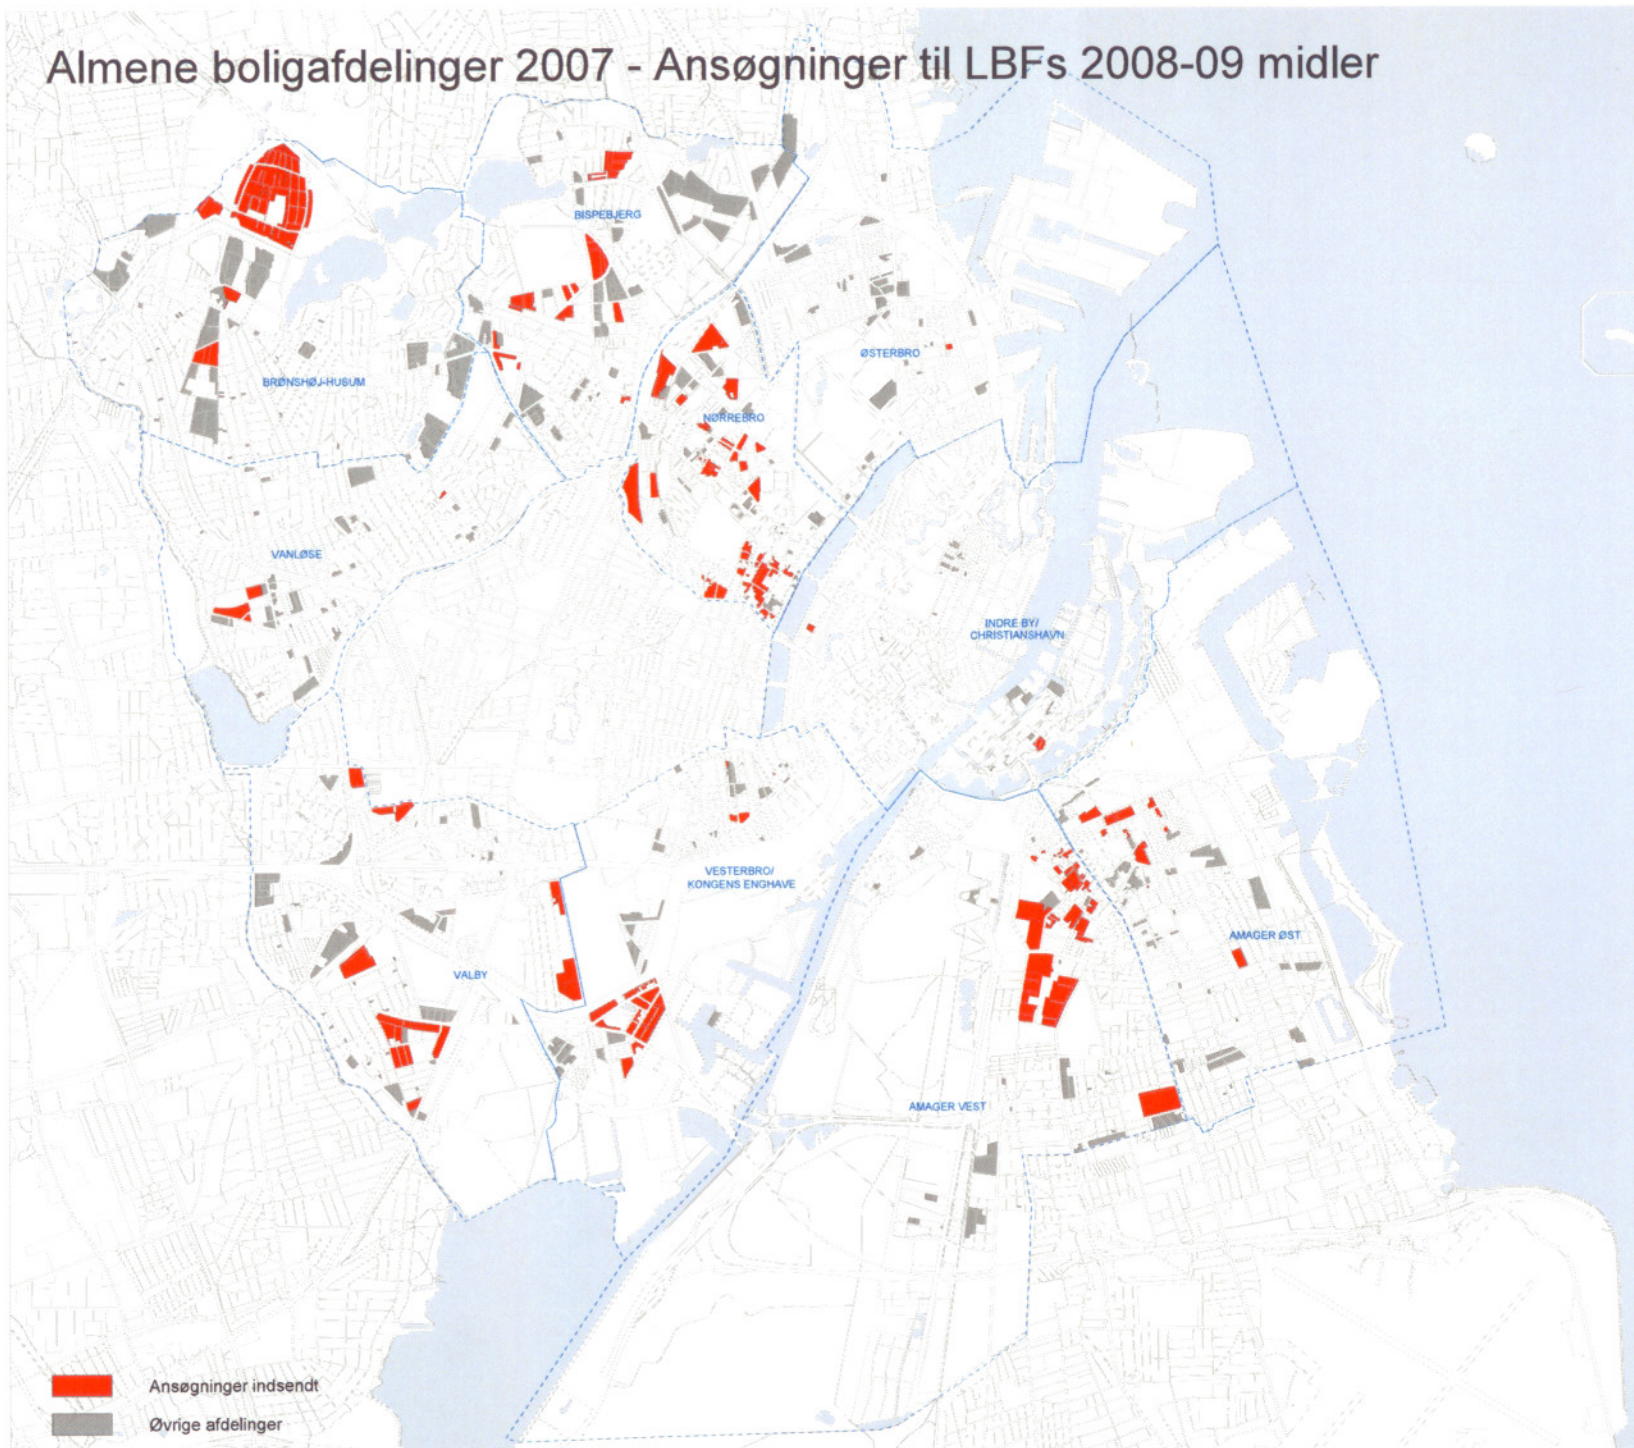 Almene boligafdelinger 2007 - Ansøgninger til LBFs 2008-09 midler
BISPEBJERG
ØSTERBRO
BRØNSHØJ-HUSUM
NØRREBRO
VANLØSE
INDRE BY/
CHRISTIANSHAVN
VESTERBRO/
KONGENS ENGHAVE
AMAGER ØST
VALBY
AMAGER VEST
Ansøgninger indsendt
Øvrige afdelinger